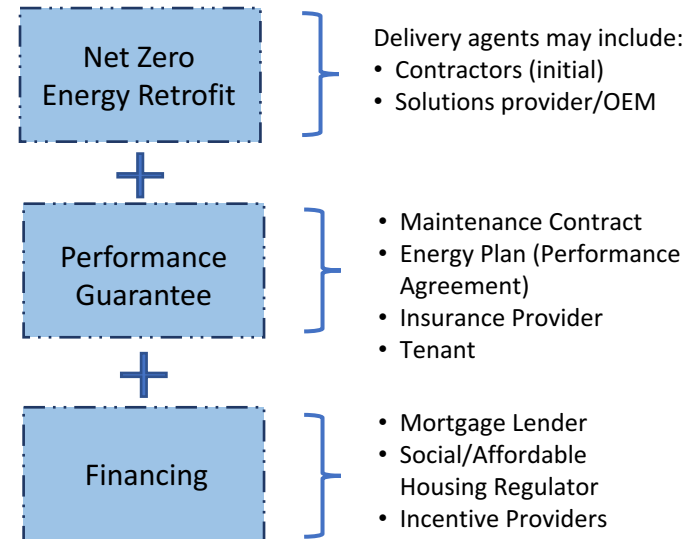 Net Zero
Energy Retrofit
Delivery agents may include:
• Contractors (initial)
• Solutions provider/OEM
Performance
Guarantee
• Maintenance Contract
• Energy Plan (Performance
Agreement)
• Insurance Provider
• Tenant
Financing
• Mortgage Lender
• Social/Affordable
Housing Regulator
• Incentive Providers